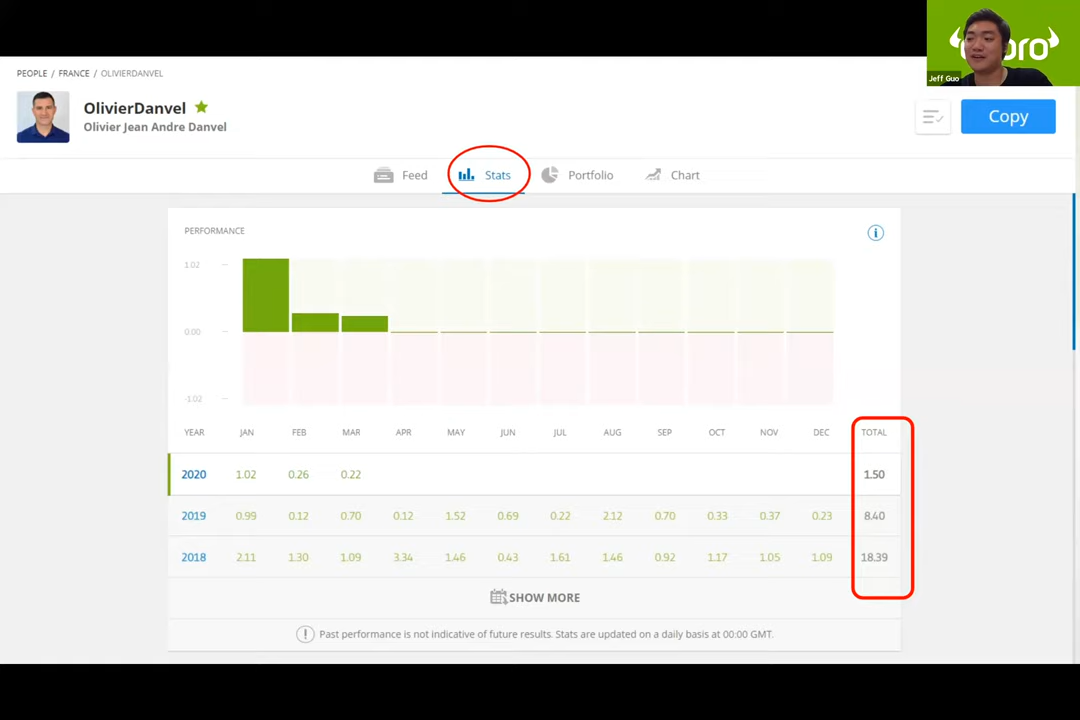 Jeff Guo
PEOPLE / FRANCE / OLIVIERDANVEL
OlivierDanvel
Olivier Jean Andre Danvel
Copy
Feed Stats Portfolio Chart
PERFORMANCE
1.02
0.00
-1.02
YEAR JAN FEB MAR APR MAY JUN JUL AUG SEP OCT NOV DEC TOTAL
2020 1.02 0.26 0.22 1.50
2019 0.99 0.12 0.70 0.12 1.52 0.69 0.22 2.12 0.70 0.33 0.37 0.23 8.40
2018 2.11 1.30 1.09 3.34 1.46 0.43 1.61 1.46 0.92 1.17 1.05 1.09 18.39
SHOW MORE
Past performance is not indicative of future results. Stats are updated on a daily basis at 00:00 GMT.